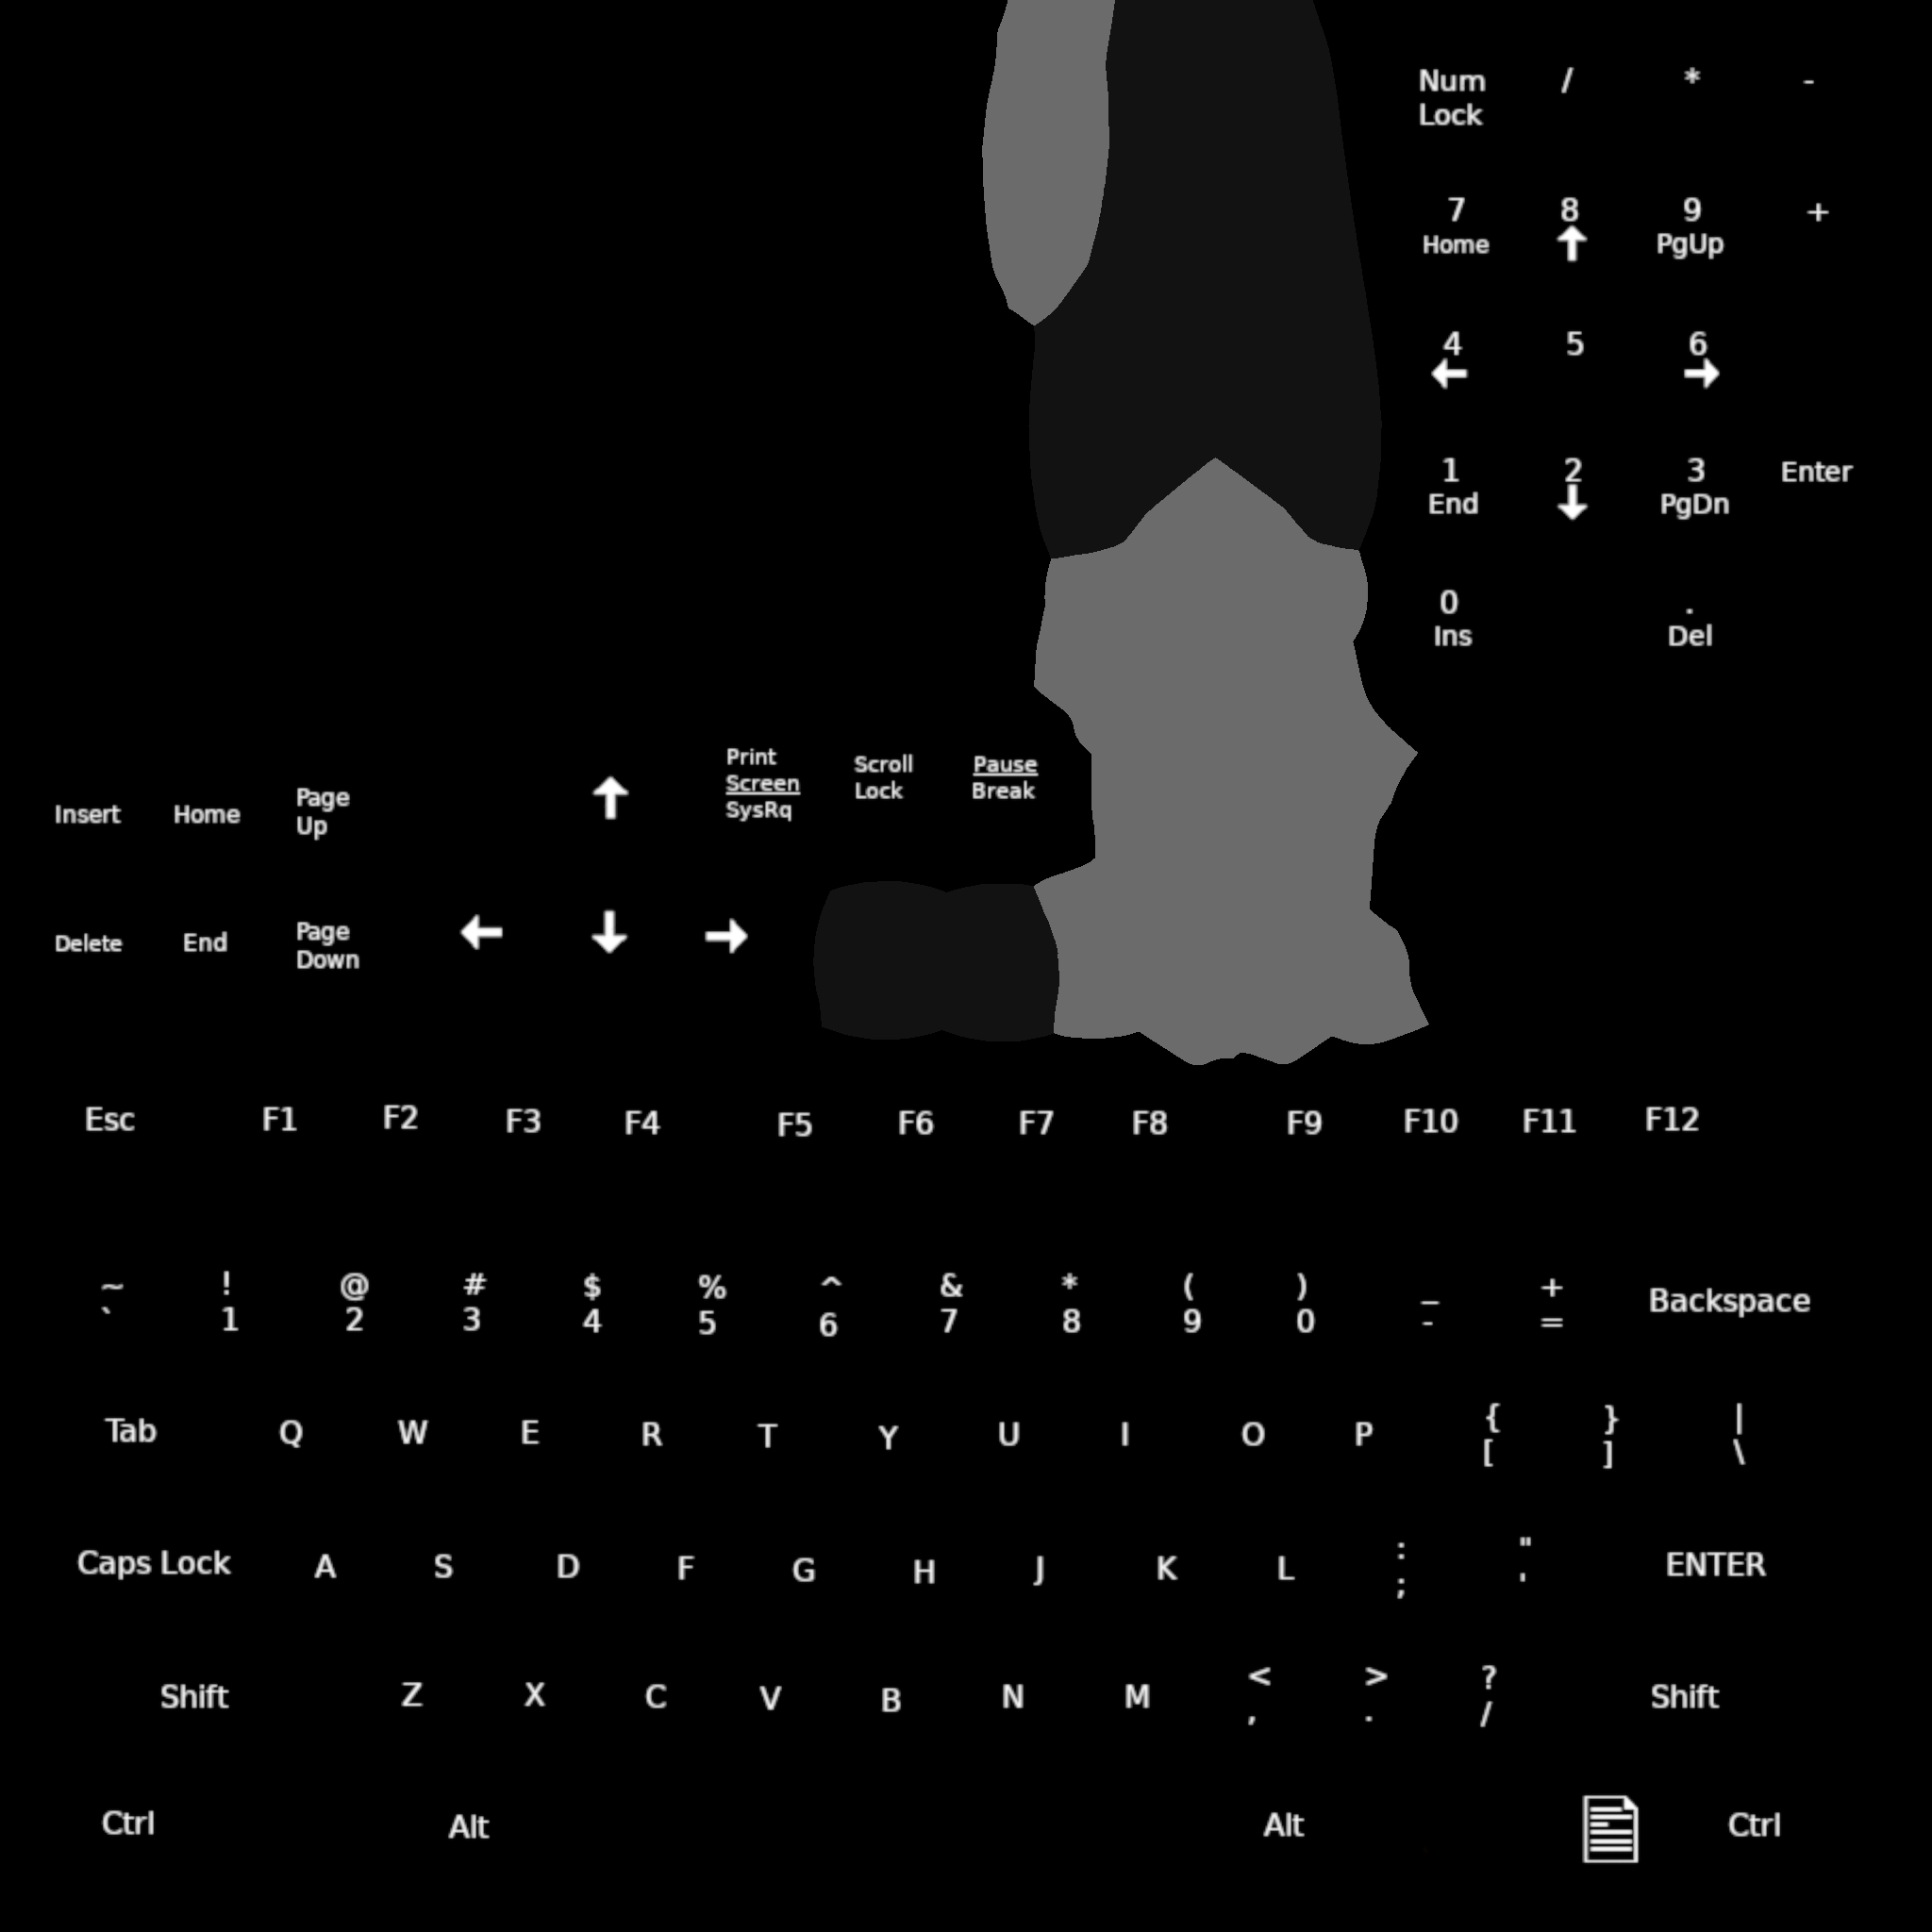 Num / * -
Lock
7 8 9 +
Home ↑ PgUp
4 5 6
← →
1 2 3 Enter
End ↓ PgDn
0 .
Ins Del
Print Scroll Pause
Screen Lock Break
SysRq
Insert Home Page ↑
Up
Delete End Page ← ↓ →
Down
Esc F1 F2 F3 F4 F5 F6 F7 F8 F9 F10 F11 F12
~ ! @ # $ % ^ & * ( ) _ + Backspace
` 1 2 3 4 5 6 7 8 9 0 - =
Tab Q W E R T Y U I O P { } |
[ ] \
Caps Lock A S D F G H J K L : " ENTER
; '
Shift Z X C V B N M < > ? Shift
, . /
Ctrl Alt Alt Ctrl